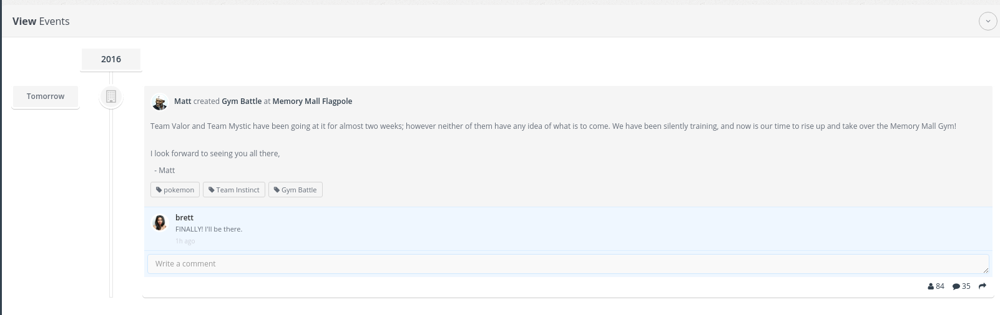 View Events
2016
Tomorrow
Matt created Gym Battle at Memory Mall Flagpole
Team Valor and Team Mystic have been going at it for almost two weeks; however neither of them have any idea of what is to come. We have been silently training, and now is our time to rise up and take over the Memory Mall Gym!
I look forward to seeing you all there,
- Matt
pokemon Team Instinct Gym Battle
brett
FINALLY! I'll be there.
1h ago
Write a comment
84 35